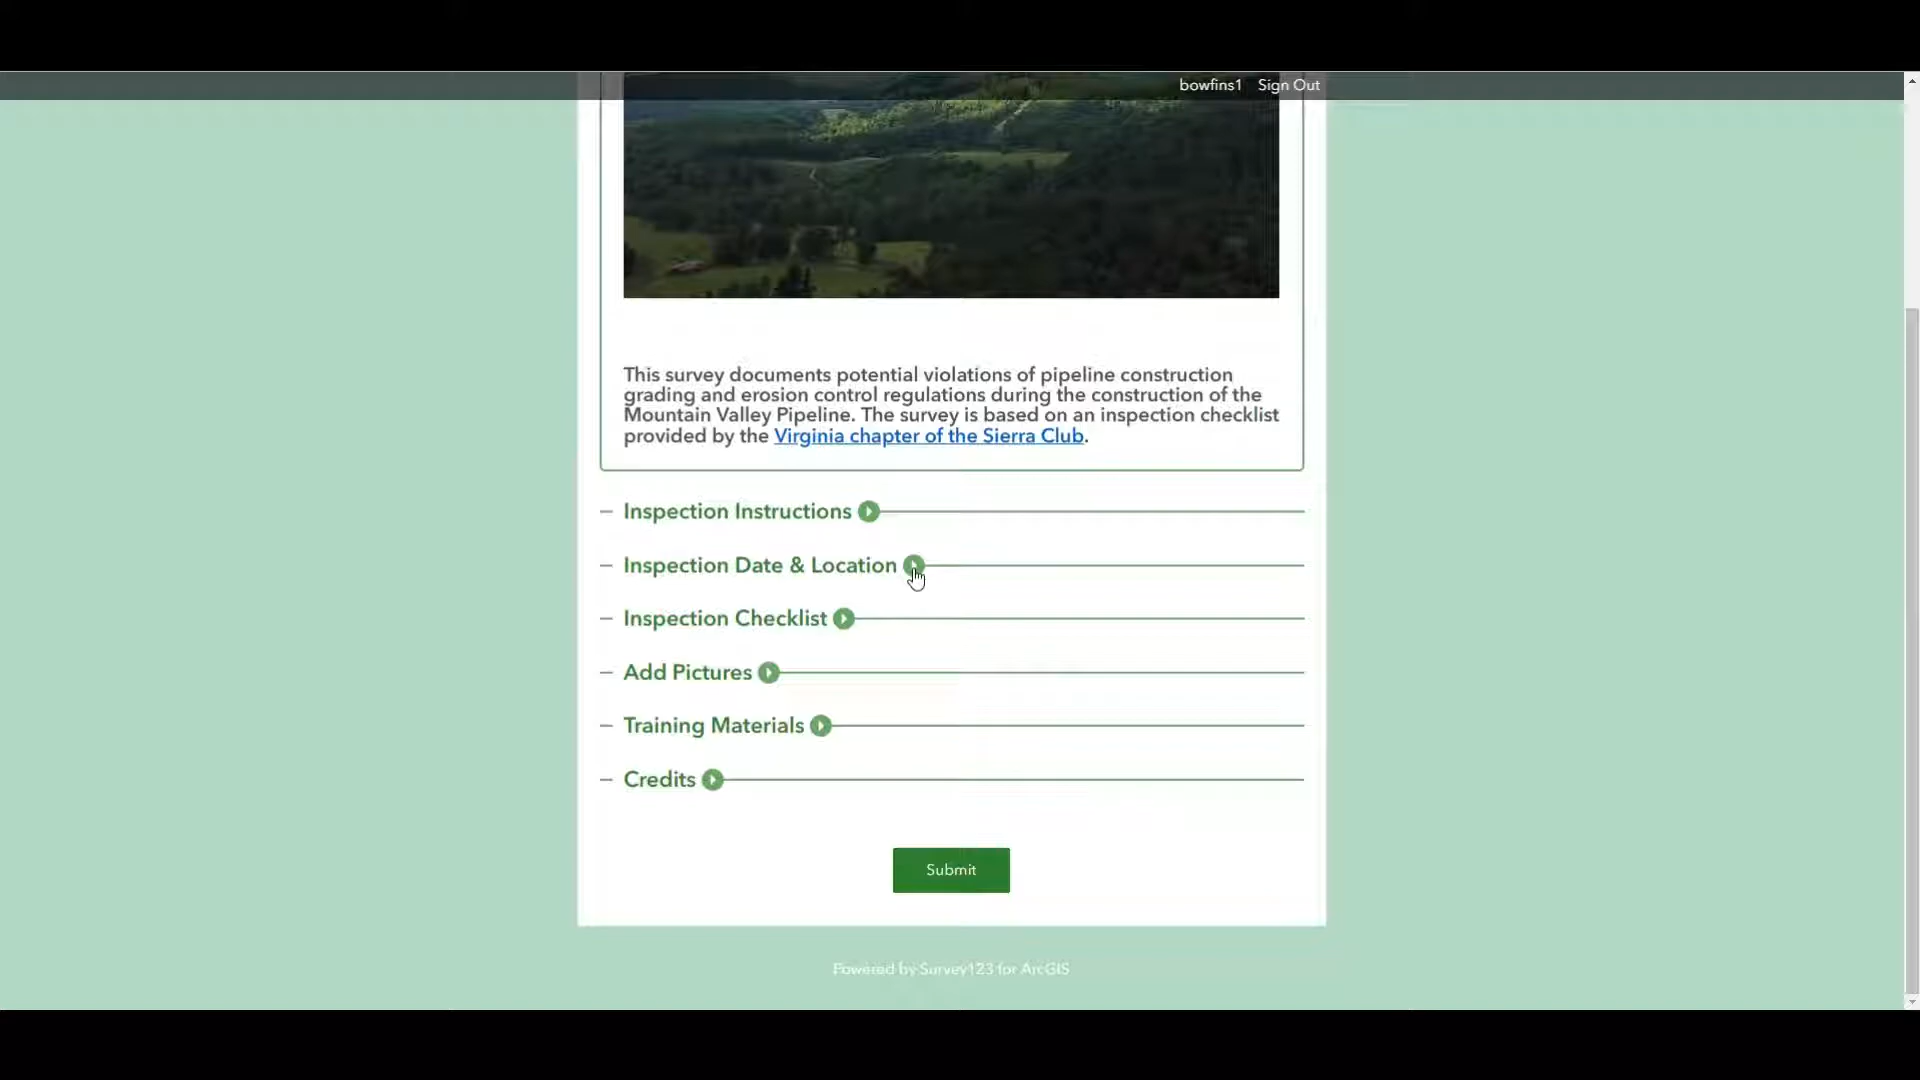 bowfins1 Sign Out
This survey documents potential violations of pipeline construction
grading and erosion control regulations during the construction of the
Mountain Valley Pipeline. The survey is based on an inspection checklist
provided by the Virginia chapter of the Sierra Club.
Inspection Instructions
Inspection Date & Location
Inspection Checklist
Add Pictures
Training Materials
Credits
Submit
Powered by Survey123 for ArcGIS